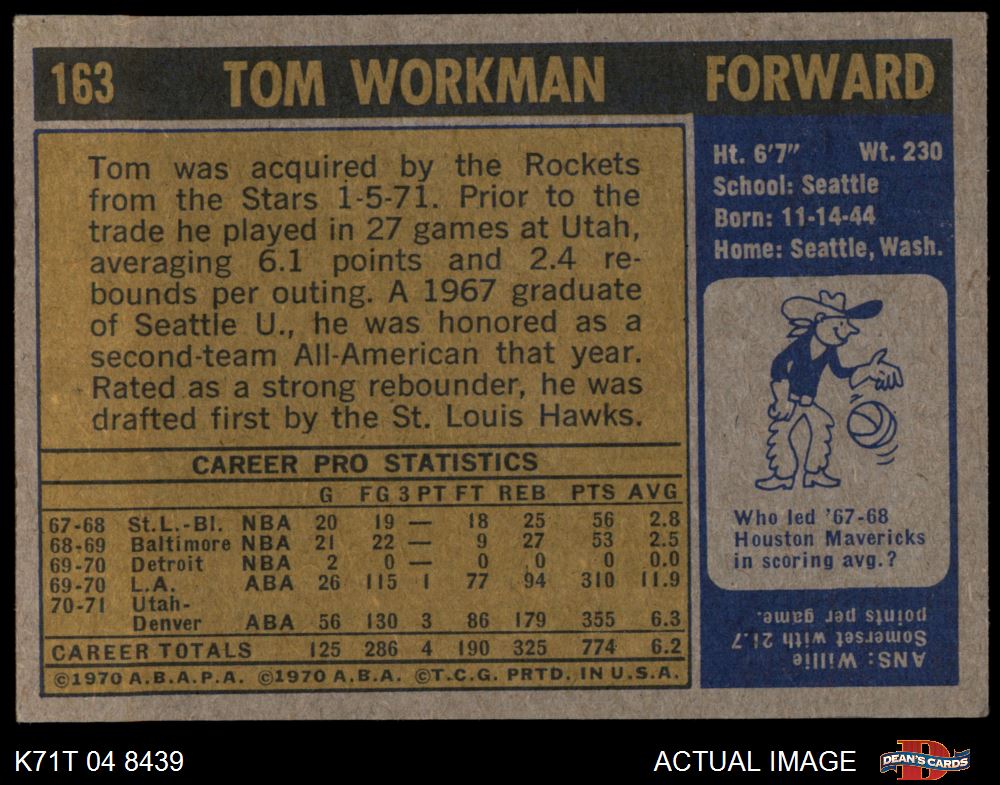 163 TOM WORKMAN FORWARD
Tom was acquired by the Rockets
from the Stars 1-5-71. Prior to the
trade he played in 27 games at Utah,
averaging 6.1 points and 2.4 re-
bounds per outing. A 1967 graduate
of Seattle U., he was honored as a
second-team All-American that year.
Rated as a strong rebounder, he was
drafted first by the St. Louis Hawks.
Ht. 6'7" Wt. 230
School: Seattle
Born: 11-14-44
Home: Seattle, Wash.
Who led '67-68
Houston Mavericks
in scoring avg.?
ANS: Willie
Somerset with 21.7
points per game.
CAREER PRO STATISTICS
G FG 3 PT FT REB PTS AVG
67-68 St.L.-Bl. NBA 20 19 — 18 25 56 2.8
68-69 Baltimore NBA 21 22 — 9 27 53 2.5
69-70 Detroit NBA 2 0 — 0 0 0 0.0
69-70 L.A. ABA 26 115 1 77 94 310 11.9
70-71 Utah-
Denver ABA 56 130 3 86 179 355 6.3
CAREER TOTALS 125 286 4 190 325 774 6.2
©1970 A.B.A.P.A. ©1970 A.B.A. ©T.C.G. PRTD. IN U.S.A.
K71T 04 8439 ACTUAL IMAGE D DEAN'S CARDS